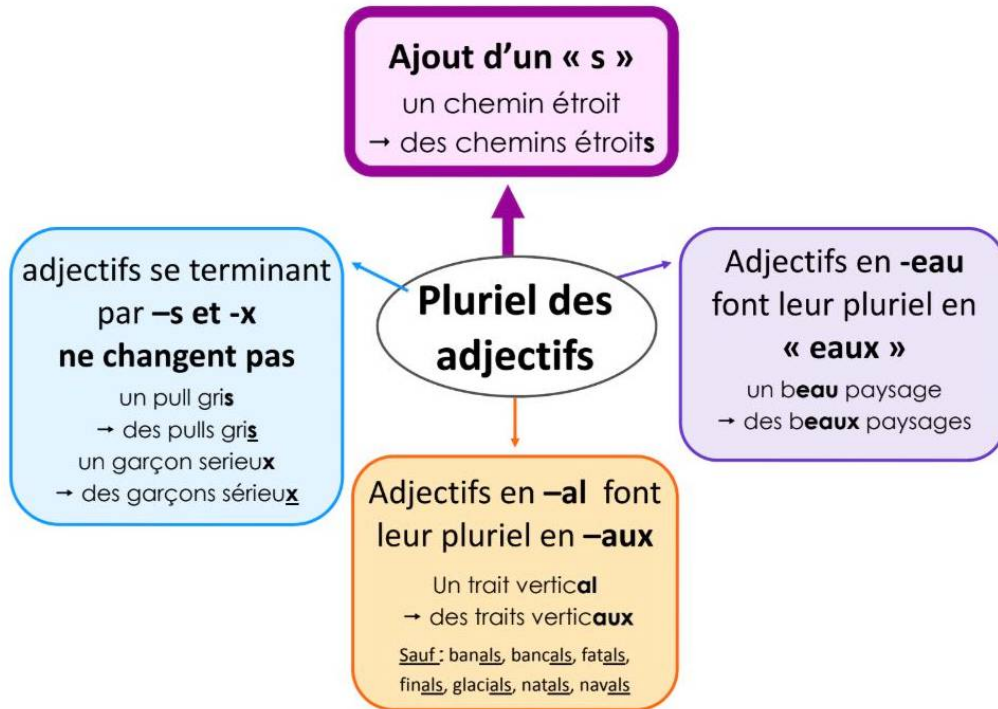 Ajout d’un « s »
un chemin étroit
→ des chemins étroits
adjectifs se terminant
par –s et -x
ne changent pas
un pull gris
→ des pulls gris
un garçon serieux
→ des garçons sérieux
Pluriel des
adjectifs
Adjectifs en -eau
font leur pluriel en
« eaux »
un beau paysage
→ des beaux paysages
Adjectifs en –al font
leur pluriel en –aux
Un trait vertical
→ des traits verticaux
Sauf : banals, bancals, fatals,
finals, glacials, natals, navals